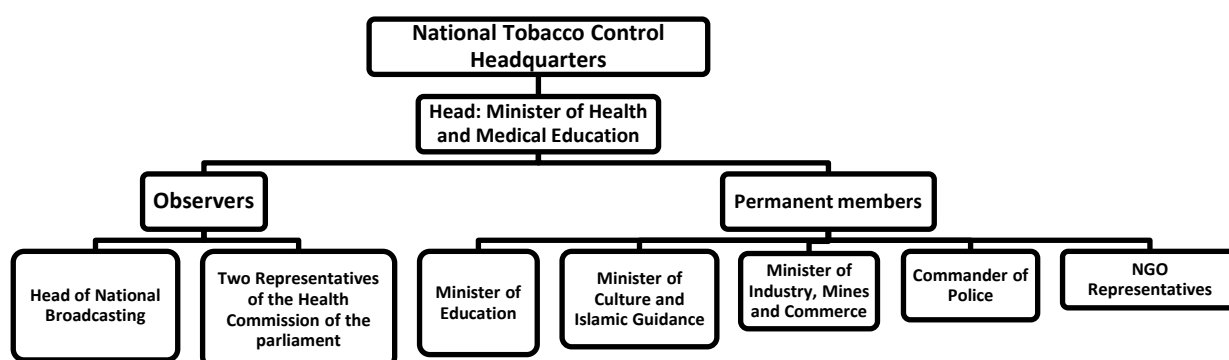 National Tobacco Control
Headquarters
Head: Minister of Health
and Medical Education
Observers
Permanent members
Head of National
Broadcasting
Two Representatives
of the Health
Commission of the
parliament
Minister of
Education
Minister of
Culture and
Islamic Guidance
Minister of
Industry, Mines
and Commerce
Commander of
Police
NGO
Representatives